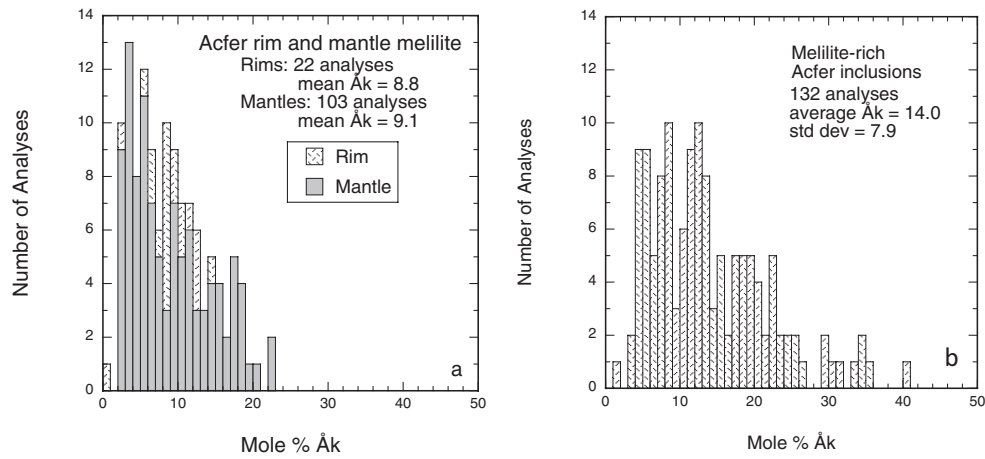 14
12
10
8
6
4
2
0
Number of Analyses
Acfer rim and mantle melilite
Rims: 22 analyses
mean Åk = 8.8
Mantles: 103 analyses
mean Åk = 9.1
Rim
Mantle
a
0 10 20 30 40 50
Mole % Åk
14
12
10
8
6
4
2
0
Number of Analyses
Melilite-rich
Acfer inclusions
132 analyses
average Åk = 14.0
std dev = 7.9
b
0 10 20 30 40 50
Mole % Åk